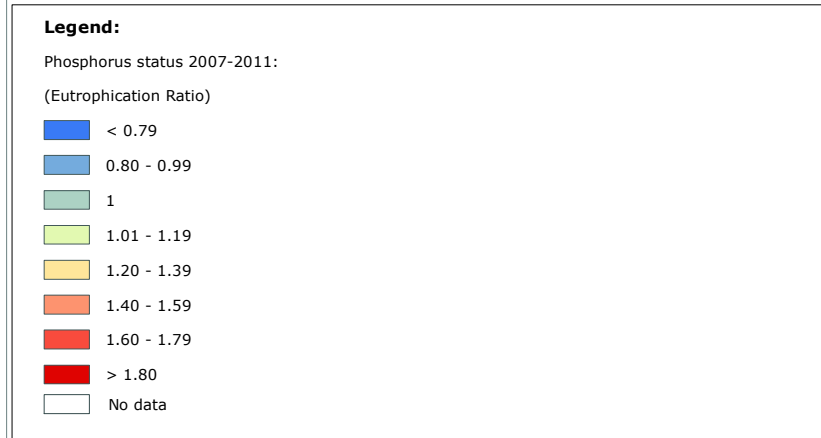 Legend:
Phosphorus status 2007-2011:
(Eutrophication Ratio)
< 0.79
0.80 - 0.99
1
1.01 - 1.19
1.20 - 1.39
1.40 - 1.59
1.60 - 1.79
> 1.80
No data